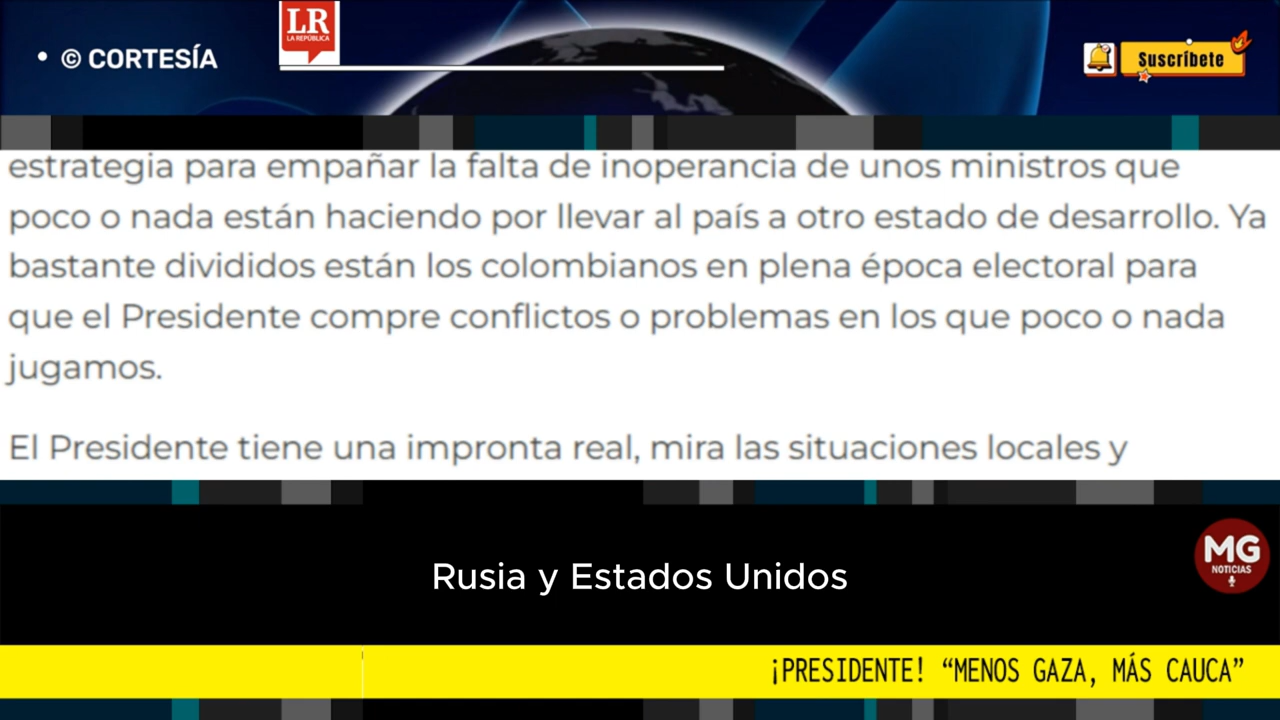 • © CORTESÍA
LR
LA REPÚBLICA
Suscríbete
estrategia para empañar la falta de inoperancia de unos ministros que
poco o nada están haciendo por llevar al país a otro estado de desarrollo. Ya
bastante divididos están los colombianos en plena época electoral para
que el Presidente compre conflictos o problemas en los que poco o nada
jugamos.
El Presidente tiene una impronta real, mira las situaciones locales y
Rusia y Estados Unidos
MG
NOTICIAS
¡PRESIDENTE! “MENOS GAZA, MÁS CAUCA”